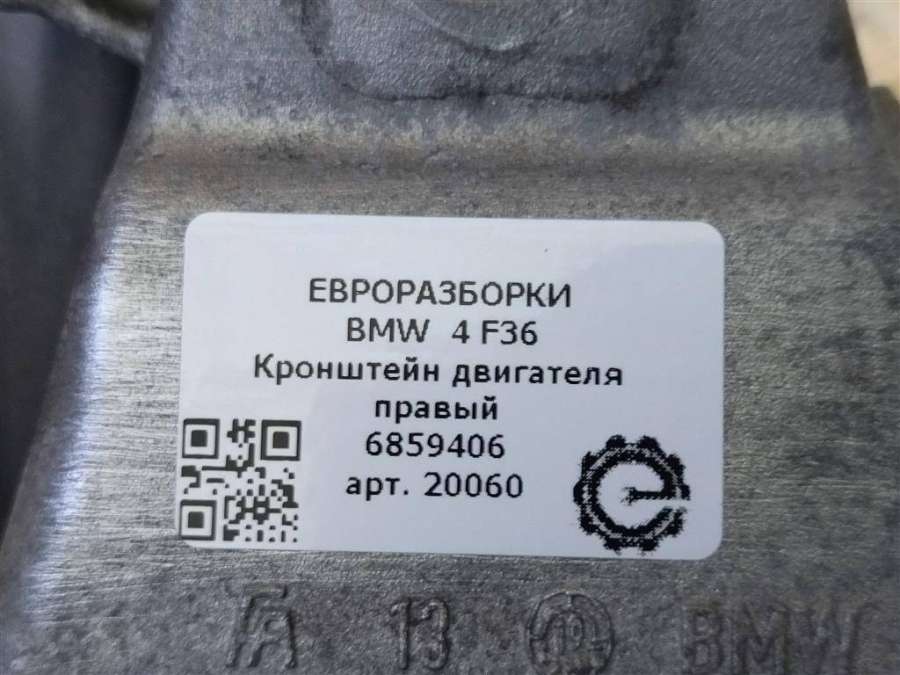 ЕВРОРАЗБОРКИ
BMW 4 F36
Кронштейн двигателя
правый
6859406
арт. 20060
13 BMW